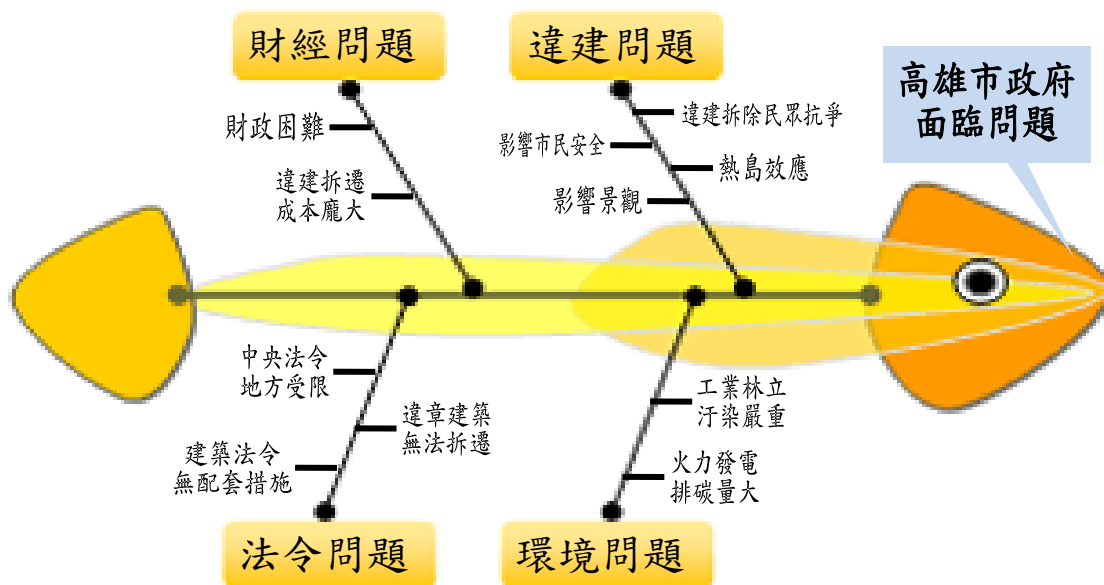 財經問題
違建問題
高雄市政府
面臨問題
財政困難
違建拆遷
成本龐大
違建拆除民眾抗爭
影響市民安全
熱島效應
影響景觀
中央法令
地方受限
違章建築
無法拆遷
建築法令
無配套措施
工業林立
汙染嚴重
火力發電
排碳量大
法令問題
環境問題